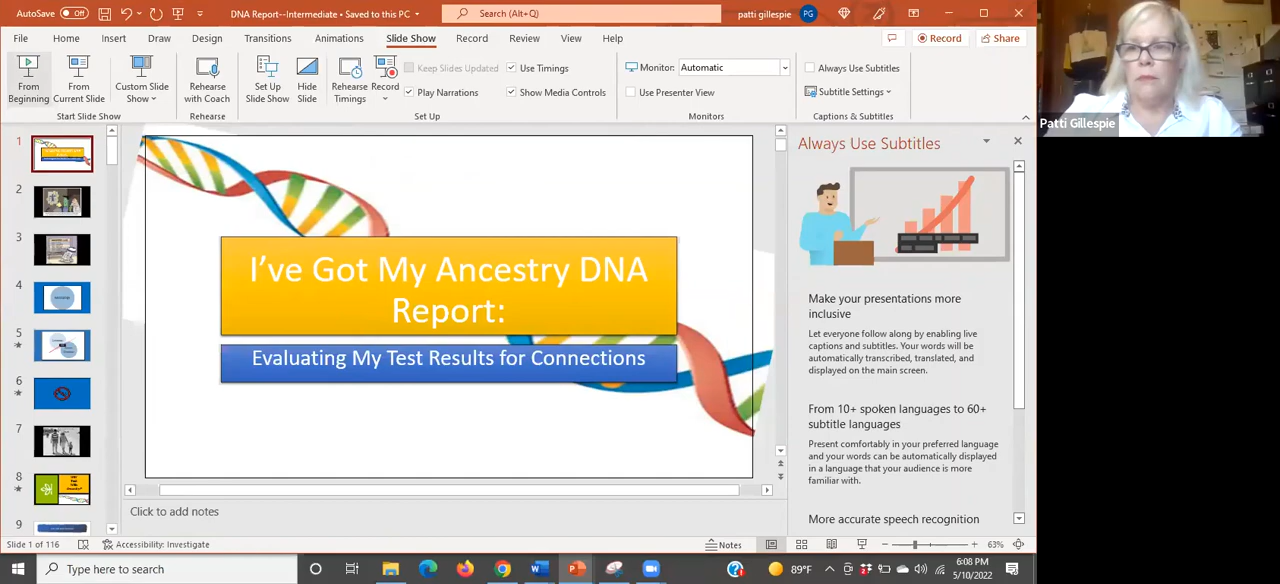 AutoSave Off DNA Report--Intermediate • Saved to this PC Search (Alt+Q) patti gillespie PG
File Home Insert Draw Design Transitions Animations Slide Show Record Review View Help Record Share
From Beginning
From Current Slide
Custom Slide Show
Start Slide Show
Rehearse with Coach
Rehearse
Set Up Slide Show
Hide Slide
Rehearse Timings
Record
Keep Slides Updated
Play Narrations
Use Timings
Show Media Controls
Set Up
Monitor: Automatic
Use Presenter View
Monitors
Always Use Subtitles
Subtitle Settings
Captions & Subtitles
Patti Gillespie
1
2
3
4
5
6
7
8
9
I've Got My Ancestry DNA
Report:
Evaluating My Test Results for Connections
Click to add notes
Always Use Subtitles
Make your presentations more
inclusive
Let everyone follow along by enabling live
captions and subtitles. Your words will be
automatically transcribed, translated, and
displayed on the main screen.
From 10+ spoken languages to 60+
subtitle languages
Present comfortably in your preferred language
and your words can be automatically displayed
in a language that your audience is more
familiar with.
More accurate speech recognition
Slide 1 of 116 Accessibility: Investigate Notes 63%
Type here to search 89°F 6:08 PM
5/10/2022